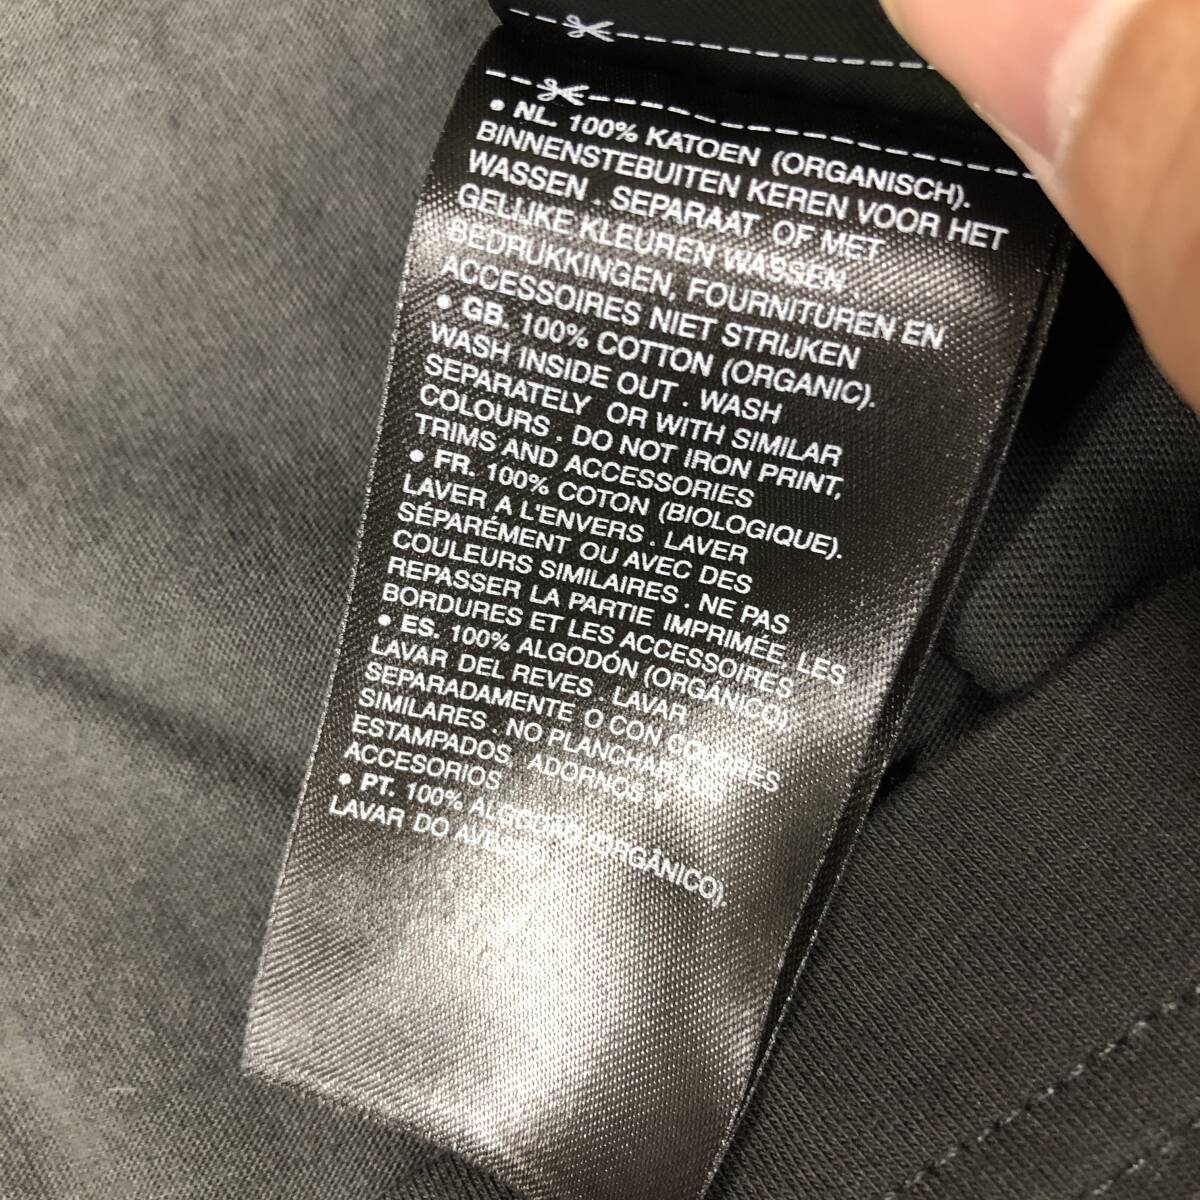 • NL. 100% KATOEN (ORGANISCH).
BINNENSTEBUITEN KEREN VOOR HET
WASSEN . SEPARAAT OF MET
GELIJKE KLEUREN WASSEN .
BEDRUKKINGEN, FOURNITUREN EN
ACCESSOIRES NIET STRIJKEN
• GB. 100% COTTON (ORGANIC).
WASH INSIDE OUT . WASH
SEPARATELY OR WITH SIMILAR
COLOURS . DO NOT IRON PRINT,
TRIMS AND ACCESSORIES
• FR. 100% COTON (BIOLOGIQUE).
LAVER A L'ENVERS . LAVER
SÉPARÉMENT OU AVEC DES
COULEURS SIMILAIRES . NE PAS
REPASSER LA PARTIE IMPRIMÉE, LES
BORDURES ET LES ACCESSOIRES
• ES. 100% ALGODÓN (ORGÁNICO).
LAVAR DEL REVES . LAVAR
SEPARADAMENTE O CON COLORES
SIMILARES . NO PLANCHAR
ESTAMPADOS ADORNOS Y
ACCESORIOS
• PT. 100% ALGODÃO (ORGÂNICO).
LAVAR DO